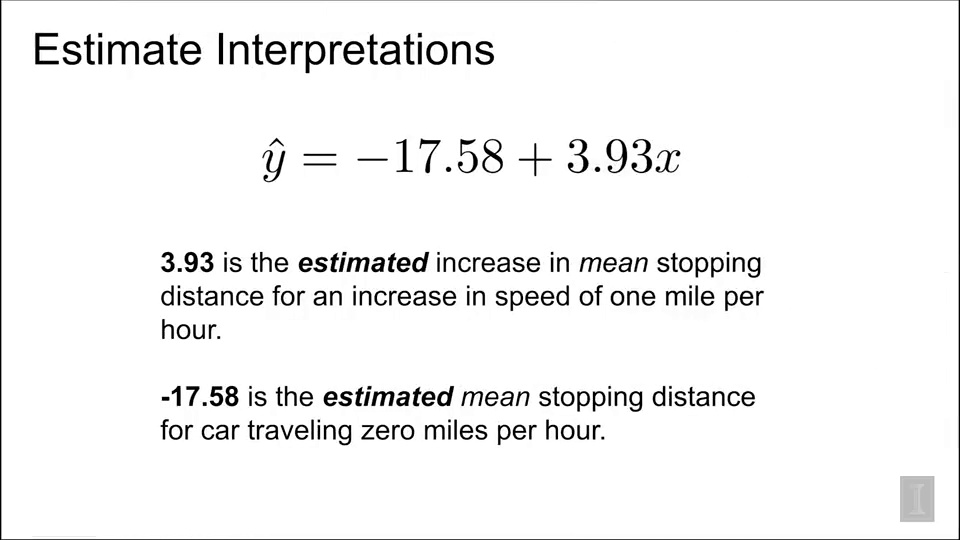 Estimate Interpretations
ŷ = −17.58 + 3.93x
3.93 is the estimated increase in mean stopping
distance for an increase in speed of one mile per
hour.
-17.58 is the estimated mean stopping distance
for car traveling zero miles per hour.
I